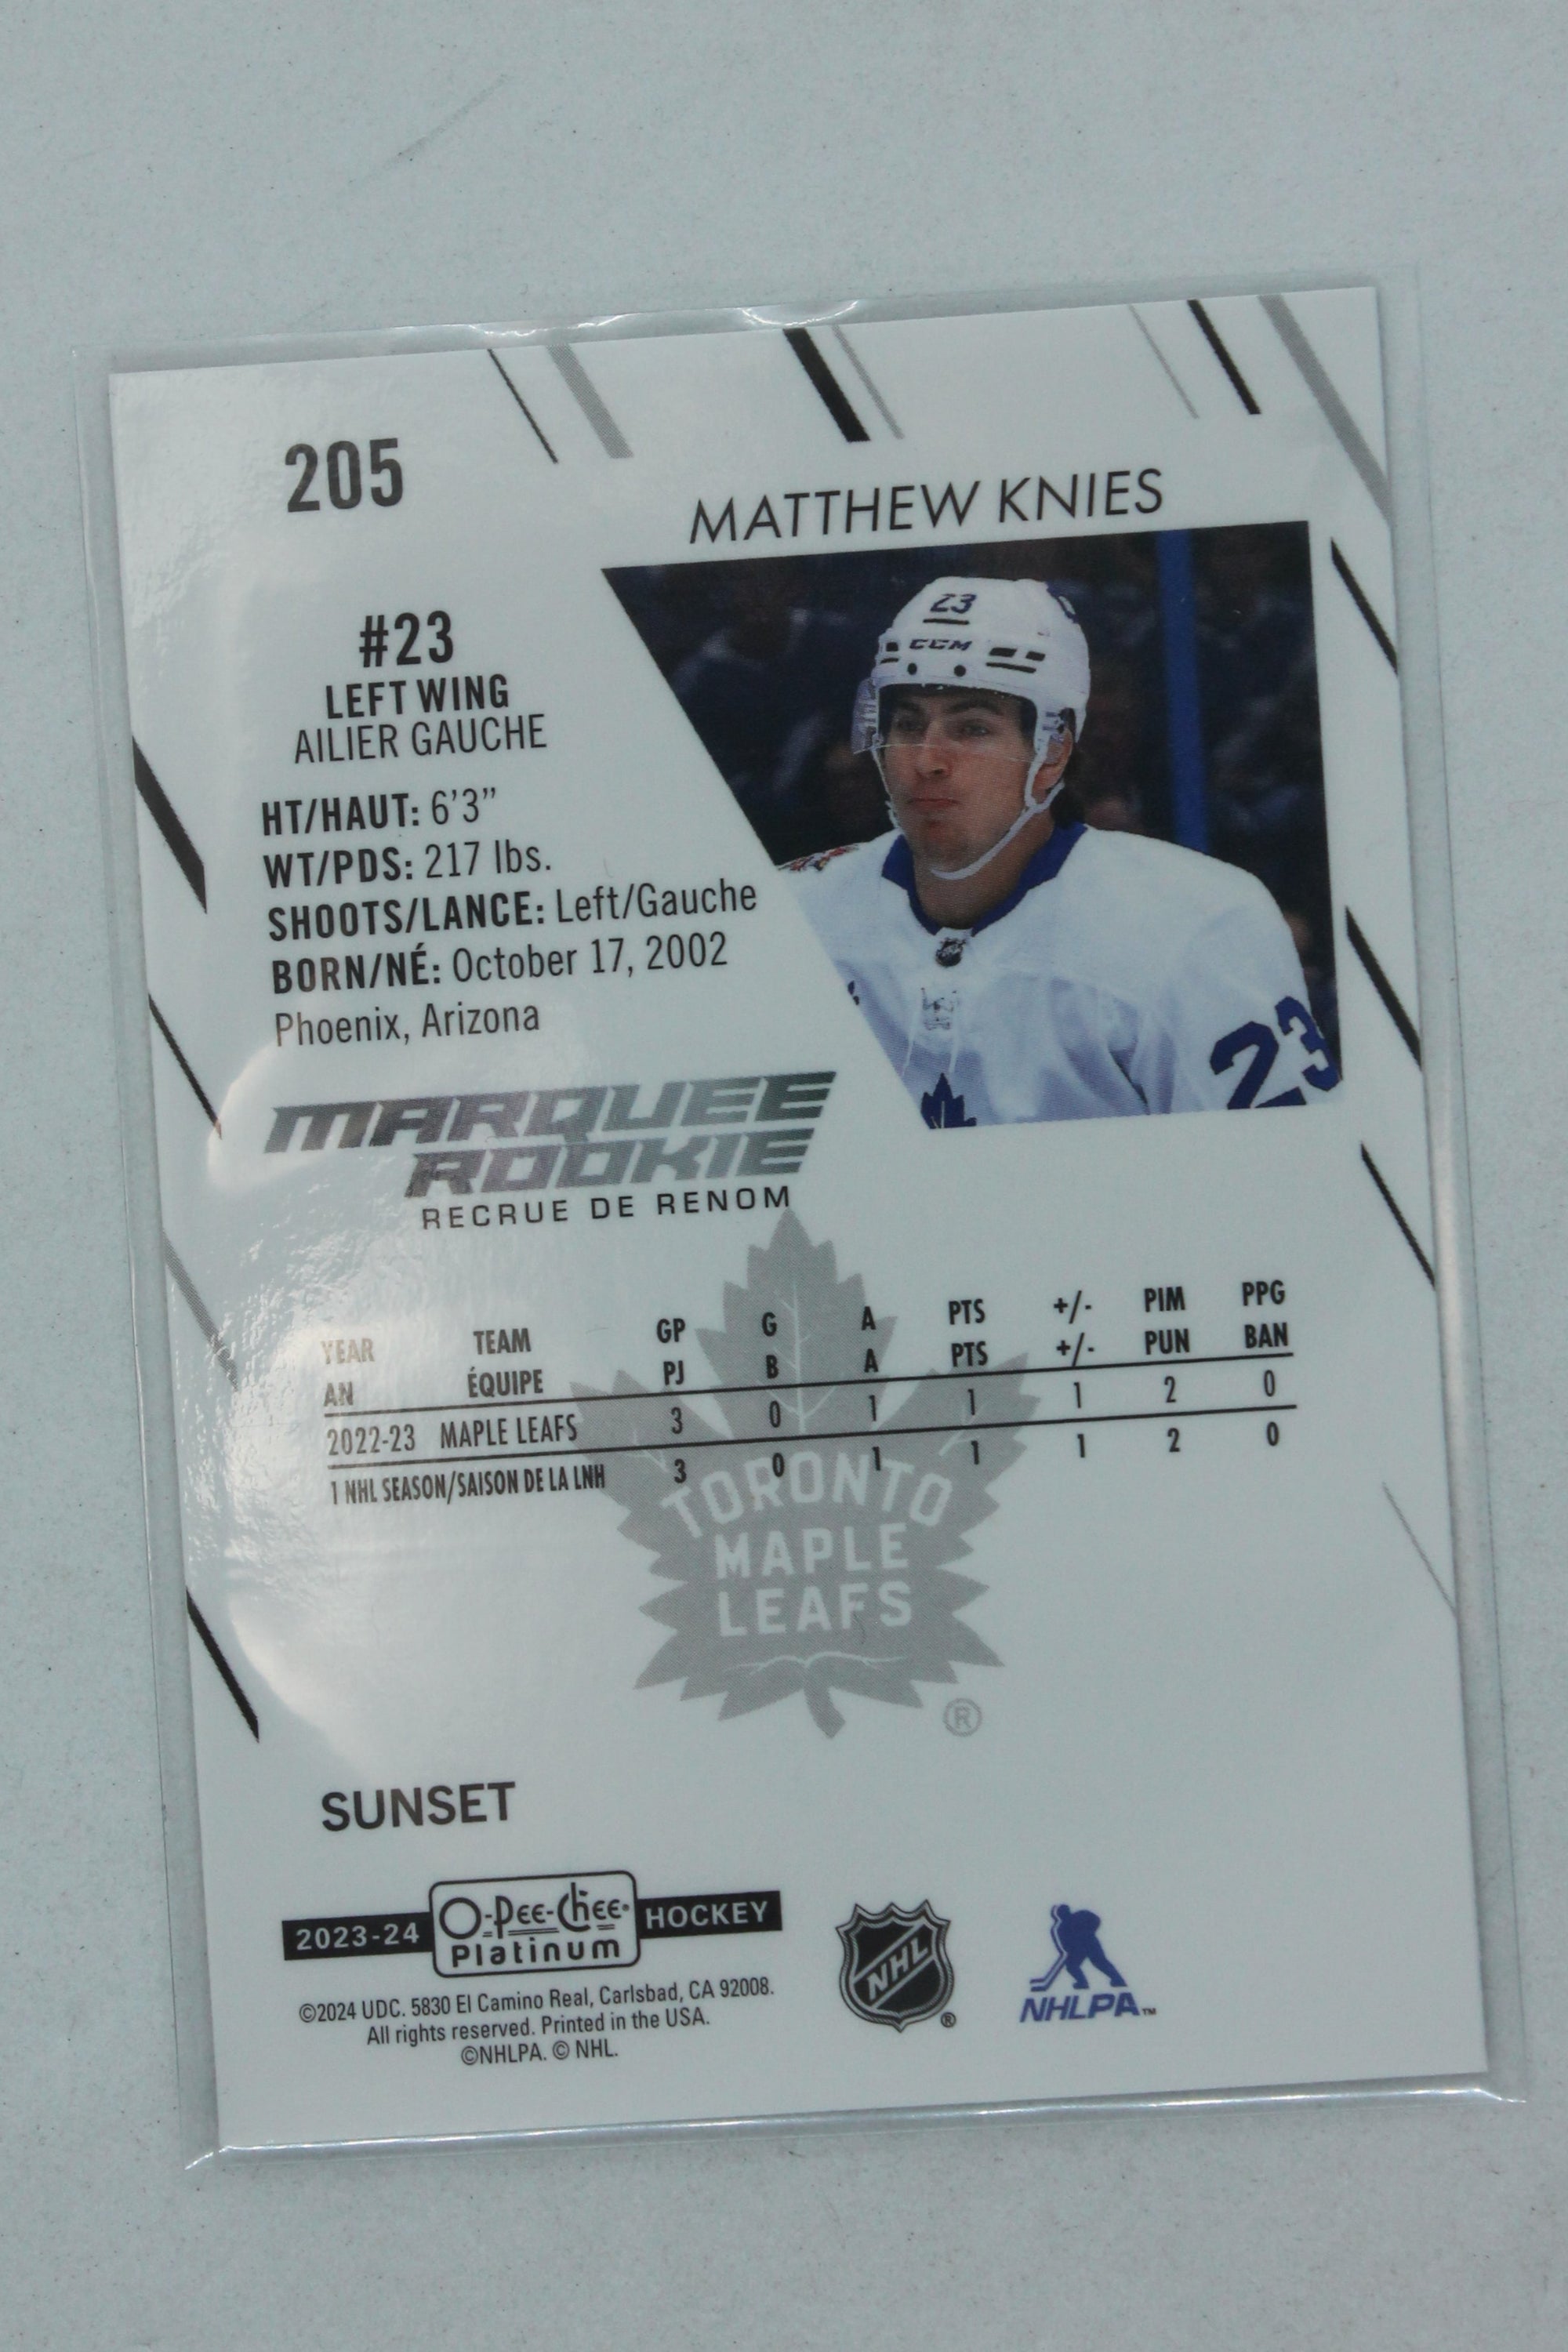 205
MATTHEW KNIES
#23
LEFT WING
AILIER GAUCHE
HT/HAUT: 6'3"
WT/PDS: 217 lbs.
SHOOTS/LANCE: Left/Gauche
BORN/NÉ: October 17, 2002
Phoenix, Arizona
23
CCM
23
MARQUEE
ROOKIE
RECRUE DE RENOM
YEAR TEAM GP G A PTS +/- PIM PPG
AN ÉQUIPE PJ B A PTS +/- PUN BAN
2022-23 MAPLE LEAFS 3 0 1 1 1 2 0
1 NHL SEASON/SAISON DE LA LNH 3 0 1 1 1 2 0
TORONTO
MAPLE
LEAFS
®
SUNSET
2023-24 O-Pee-Chee® Platinum HOCKEY
©2024 UDC. 5830 El Camino Real, Carlsbad, CA 92008.
All rights reserved. Printed in the USA.
©NHLPA. © NHL.
NHL ®
NHLPA™